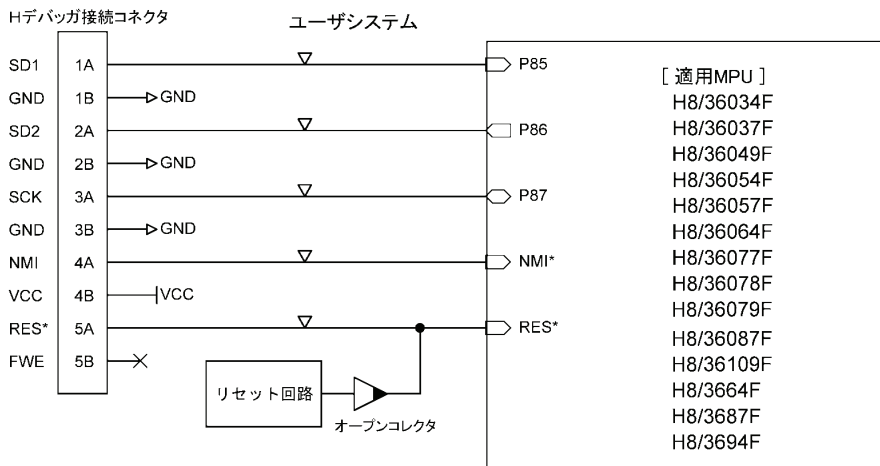 Hデバッガ接続コネクタ
ユーザシステム
SD1 1A P85
GND 1B GND
SD2 2A P86
GND 2B GND
SCK 3A P87
GND 3B GND
NMI 4A NMI*
VCC 4B VCC
RES* 5A RES*
FWE 5B
リセット回路
オープンコレクタ
[ 適用MPU ]
H8/36034F
H8/36037F
H8/36049F
H8/36054F
H8/36057F
H8/36064F
H8/36077F
H8/36078F
H8/36079F
H8/36087F
H8/36109F
H8/3664F
H8/3687F
H8/3694F